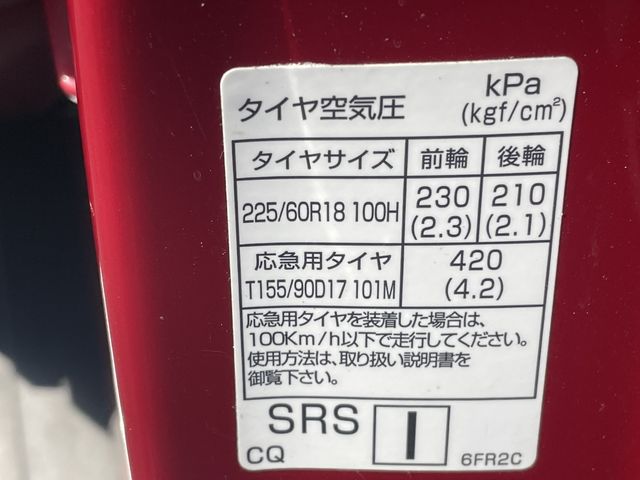 タイヤ空気圧 kPa
(kgf/cm²)
タイヤサイズ 前輪 後輪
225/60R18 100H 230 (2.3) 210 (2.1)
応急用タイヤ 420
T155/90D17 101M (4.2)
応急用タイヤを装着した場合は、
100Km/h以下で走行してください。
使用方法は、取り扱い説明書を
御覧下さい。
SRS I
CQ 6FR2C